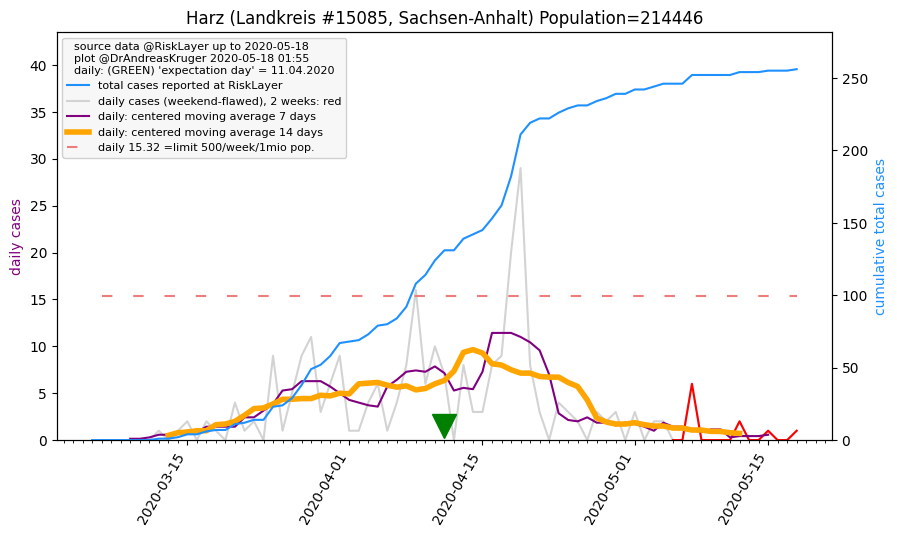 Harz (Landkreis #15085, Sachsen-Anhalt) Population=214446
source data @RiskLayer up to 2020-05-18
plot @DrAndreasKruger 2020-05-18 01:55
daily: (GREEN) 'expectation day' = 11.04.2020
total cases reported at RiskLayer
daily cases (weekend-flawed), 2 weeks: red
daily: centered moving average 7 days
daily: centered moving average 14 days
daily 15.32 =limit 500/week/1mio pop.
daily cases
40
35
30
25
20
15
10
5
0
250
200
150
100
50
0
cumulative total cases
2020-03-15
2020-04-01
2020-04-15
2020-05-01
2020-05-15